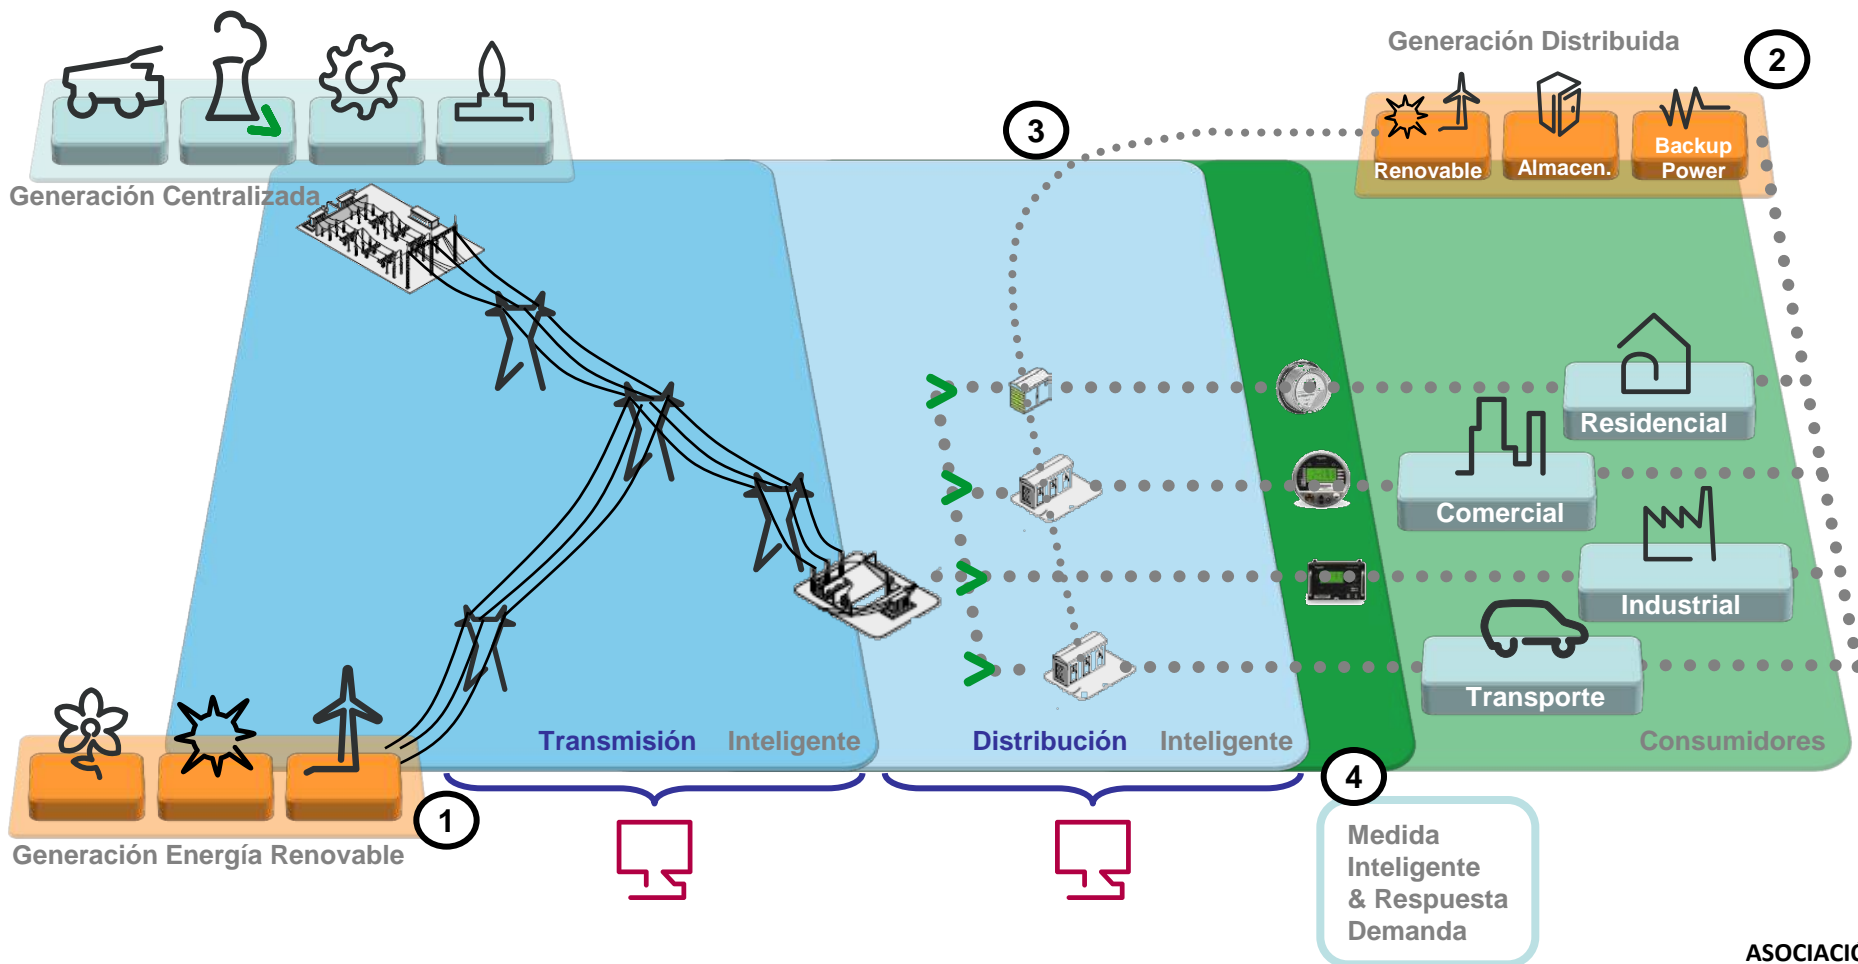 Generación Distribuida
2
3
Renovable
Almacen.
Backup
Power
Generación Centralizada
Residencial
Comercial
Industrial
Transporte
Transmisión Inteligente
Distribución Inteligente
Consumidores
1
4
Generación Energía Renovable
Medida
Inteligente
& Respuesta
Demanda